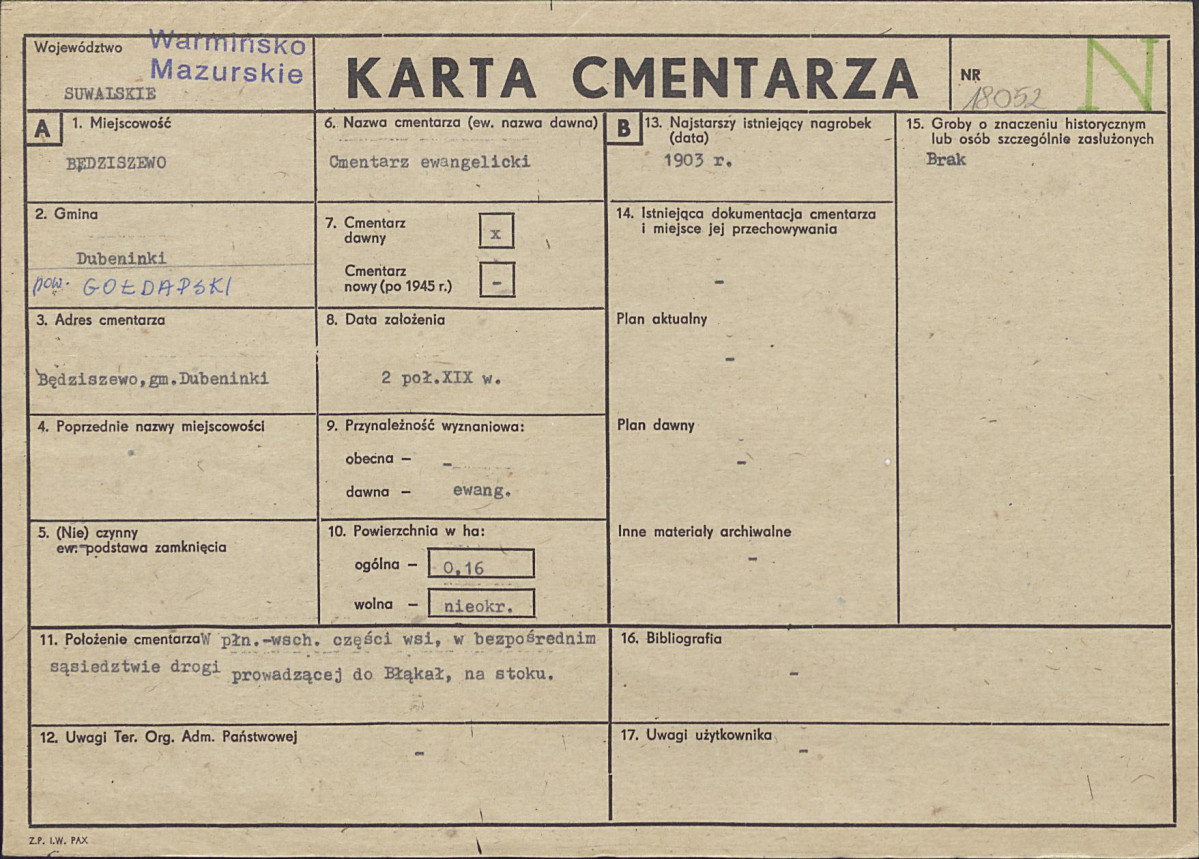 Województwo
Warmińsko
Mazurskie
SUWALSKIE
KARTA CMENTARZA
NR
18052
N
A
1. Miejscowość
BĘDZISZEWO
2. Gmina
Dubeninki
pow. GOŁDAPSKI
3. Adres cmentarza
Będziszewo,gm.Dubeninki
4. Poprzednie nazwy miejscowości
5. (Nie) czynny
ew. podstawa zamknięcia
6. Nazwa cmentarza (ew. nazwa dawna)
Cmentarz ewangelicki
7. Cmentarz
dawny
x
Cmentarz
nowy (po 1945 r.)
-
8. Data założenia
2 poł.XIX w.
9. Przynależność wyznaniowa:
obecna – -
dawna – ewang.
10. Powierzchnia w ha:
ogólna – 0,16
wolna – nieokr.
11. Położenie cmentarza W płn.-wsch. części wsi, w bezpośrednim
sąsiedztwie drogi prowadzącej do Błąkał, na stoku.
12. Uwagi Ter. Org. Adm. Państwowej
-
B
13. Najstarszy istniejący nagrobek
(data)
1903 r.
14. Istniejąca dokumentacja cmentarza
i miejsce jej przechowywania
-
Plan aktualny
-
Plan dawny
-
Inne materiały archiwalne
-
15. Groby o znaczeniu historycznym
lub osób szczególnie zasłużonych
Brak
16. Bibliografia
-
17. Uwagi użytkownika
-
Z.P. I.W. PAX